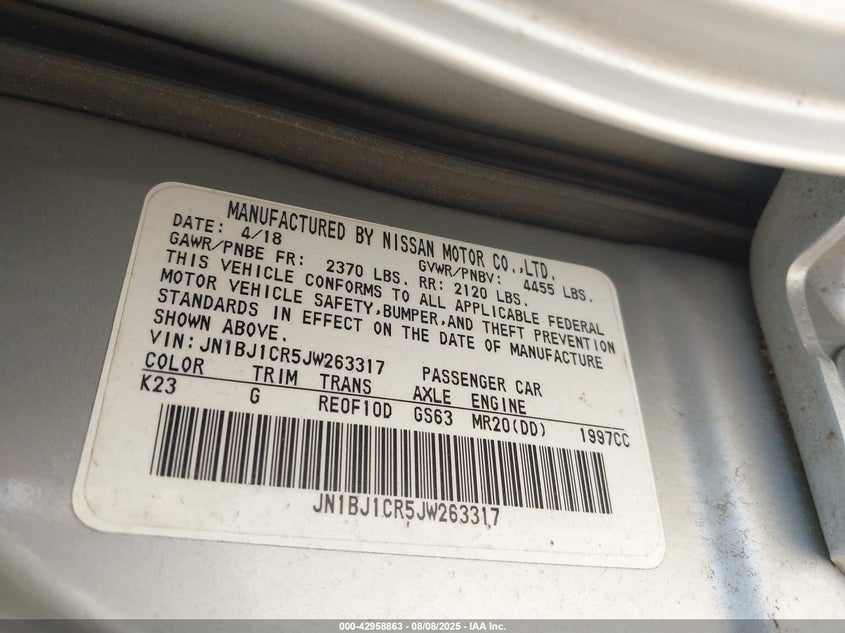 MANUFACTURED BY NISSAN MOTOR CO.,LTD.
DATE: 4/18 GVWR/PNBV: 4455 LBS.
GAWR/PNBE FR: 2370 LBS. RR: 2120 LBS.
THIS VEHICLE CONFORMS TO ALL APPLICABLE FEDERAL
MOTOR VEHICLE SAFETY,BUMPER,AND THEFT PREVENTION
STANDARDS IN EFFECT ON THE DATE OF MANUFACTURE
SHOWN ABOVE.
VIN:JN1BJ1CR5JW263317 PASSENGER CAR
COLOR TRIM TRANS AXLE ENGINE
K23 G RE0F10D GS63 MR20(DD) 1997CC
JN1BJ1CR5JW263317
000-42958863 - 08/08/2025 - IAA Inc.